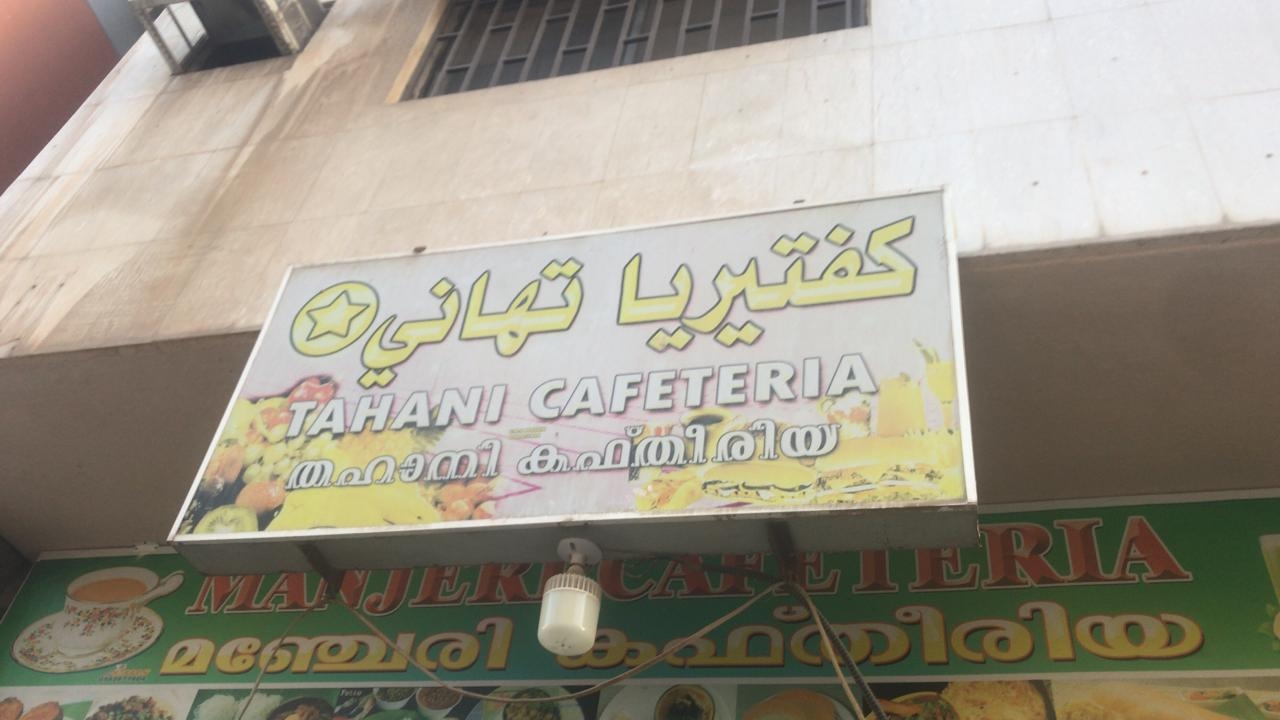 كفتيريا تهاني
TAHANI CAFETERIA
തഹാനി കഫ്തീരിയ
MANJERI CAFETERIA
മഞ്ചേരി കഫ്തീരിയ